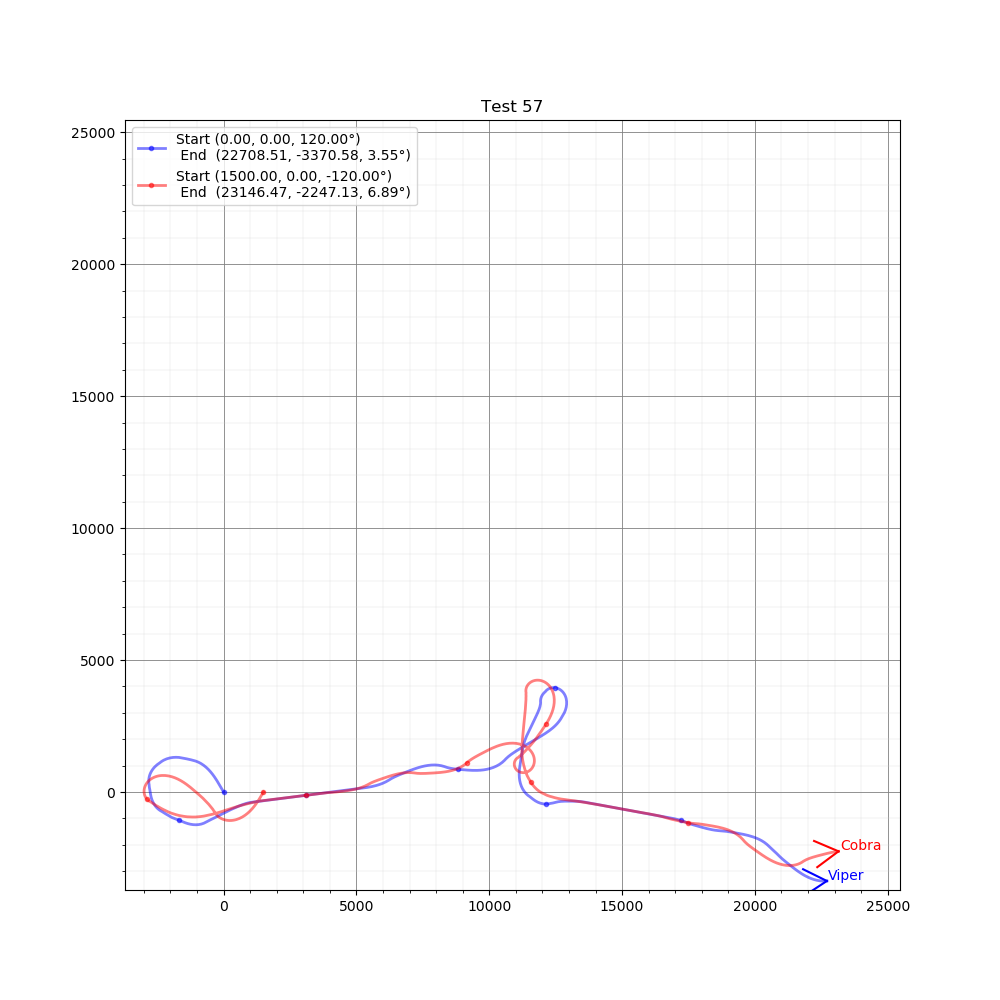 Test 57
25000
20000
15000
10000
5000
0
Start (0.00, 0.00, 120.00°)
End (22708.51, -3370.58, 3.55°)
Start (1500.00, 0.00, -120.00°)
End (23146.47, -2247.13, 6.89°)
Cobra
Viper
0 5000 10000 15000 20000 25000